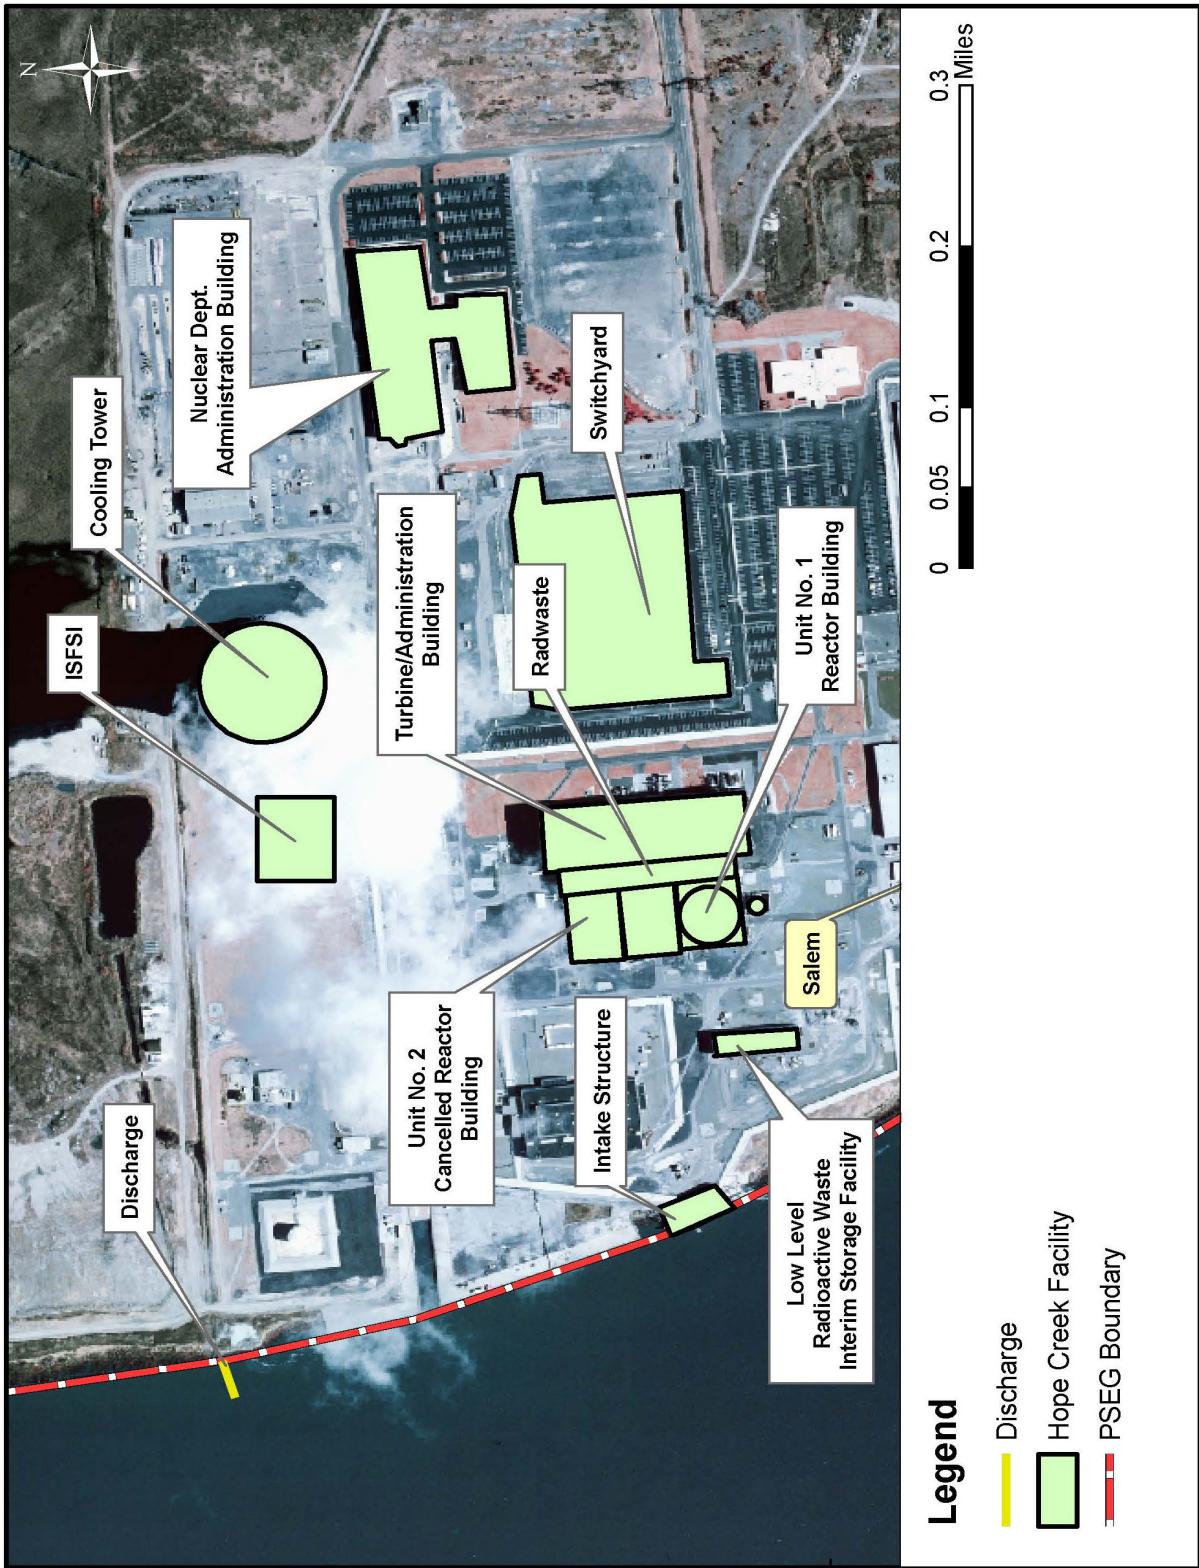 N
Cooling Tower
ISFSI
Nuclear Dept.
Administration Building
Discharge
Turbine/Administration
Building
Unit No. 2
Cancelled Reactor
Building
Radwaste
Switchyard
Intake Structure
Unit No. 1
Reactor Building
Salem
Low Level
Radioactive Waste
Interim Storage Facility
Legend
Discharge
Hope Creek Facility
PSEG Boundary
0 0.05 0.1 0.2 0.3
Miles